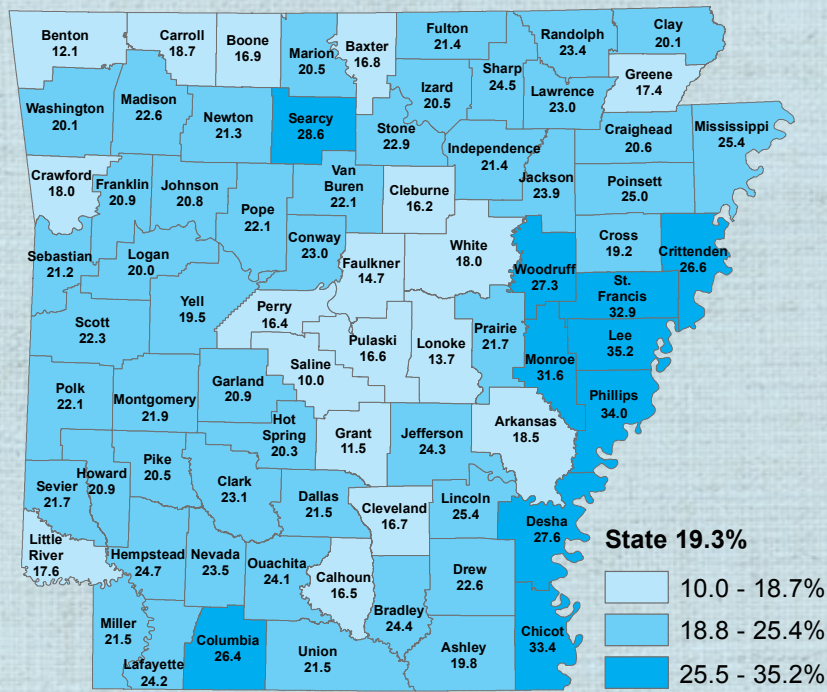 Benton
12.1
Carroll
18.7
Boone
16.9
Marion
20.5
Baxter
16.8
Fulton
21.4
Randolph
23.4
Clay
20.1
Greene
17.4
Washington
20.1
Madison
22.6
Newton
21.3
Searcy
28.6
Stone
22.9
Izard
20.5
Sharp
24.5
Lawrence
23.0
Independence
21.4
Craighead
20.6
Mississippi
25.4
Crawford
18.0
Franklin
20.9
Johnson
20.8
Pope
22.1
Van
Buren
22.1
Cleburne
16.2
Jackson
23.9
Poinsett
25.0
Sebastian
21.2
Logan
20.0
Conway
23.0
Faulkner
14.7
White
18.0
Woodruff
27.3
Cross
19.2
Crittenden
26.6
St.
Francis
32.9
Scott
22.3
Yell
19.5
Perry
16.4
Pulaski
16.6
Lonoke
13.7
Prairie
21.7
Monroe
31.6
Lee
35.2
Phillips
34.0
Polk
22.1
Montgomery
21.9
Garland
20.9
Saline
10.0
Hot
Spring
20.3
Grant
11.5
Jefferson
24.3
Arkansas
18.5
Sevier
21.7
Howard
20.9
Pike
20.5
Clark
23.1
Dallas
21.5
Cleveland
16.7
Lincoln
25.4
Desha
27.6
Little
River
17.6
Hempstead
24.7
Nevada
23.5
Ouachita
24.1
Calhoun
16.5
Bradley
24.4
Drew
22.6
Chicot
33.4
Miller
21.5
Lafayette
24.2
Columbia
26.4
Union
21.5
Ashley
19.8
State 19.3%
10.0 - 18.7%
18.8 - 25.4%
25.5 - 35.2%